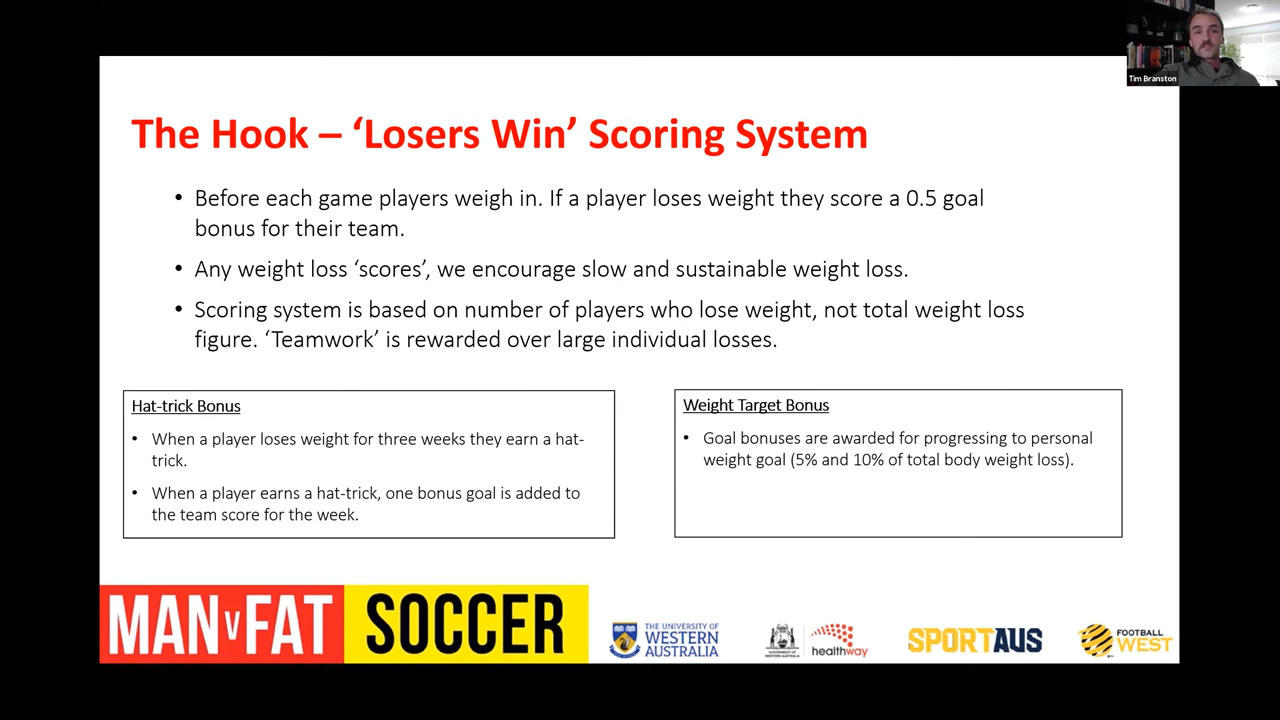 Tim Branston
The Hook – ‘Losers Win’ Scoring System
• Before each game players weigh in. If a player loses weight they score a 0.5 goal
bonus for their team.
• Any weight loss ‘scores’, we encourage slow and sustainable weight loss.
• Scoring system is based on number of players who lose weight, not total weight loss
figure. ‘Teamwork’ is rewarded over large individual losses.
Hat-trick Bonus
• When a player loses weight for three weeks they earn a hat-
trick.
• When a player earns a hat-trick, one bonus goal is added to
the team score for the week.
Weight Target Bonus
• Goal bonuses are awarded for progressing to personal
weight goal (5% and 10% of total body weight loss).
MAN v FAT SOCCER
THE UNIVERSITY OF
WESTERN
AUSTRALIA
GOVERNMENT OF
WESTERN AUSTRALIA
healthway
SPORTAUS
FOOTBALL
WEST